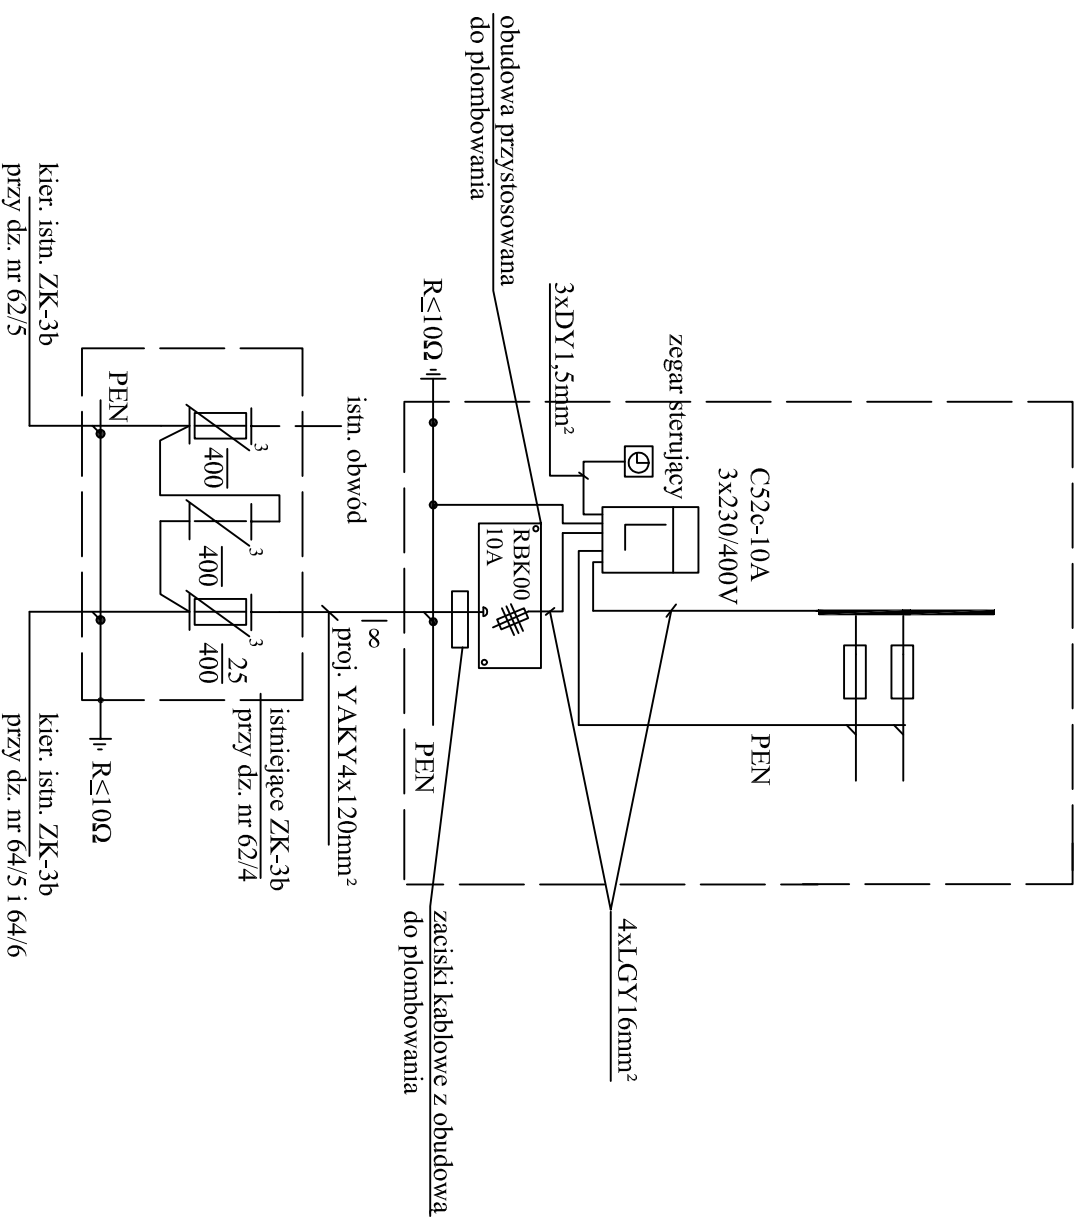 obudowa przystosowana
do plombowania
3xDY1,5mm²
zegar sterujący
C52c-10A
3x230/400V
PEN
4xLGY16mm²
RBK00
10A
R≤10Ω
PEN
zaciski kablowe z obudową
do plombowania
8
proj. YAKY4x120mm²
istn. obwód
istniejące ZK-3b
przy dz. nr 62/4
3
400
3
400
3
25
400
PEN
R≤10Ω
kier. istn. ZK-3b
przy dz. nr 62/5
kier. istn. ZK-3b
przy dz. nr 64/5 i 64/6